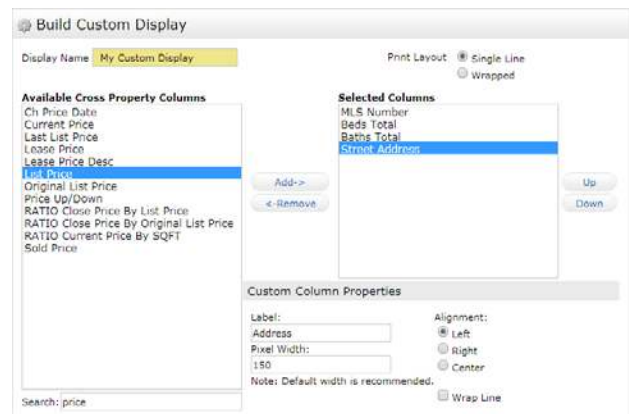 Build Custom Display
Display Name My Custom Display
Print Layout Single Line
Wrapped
Available Cross Property Columns
Ch Price Date
Current Price
Last List Price
Lease Price
Lease Price Desc
List Price
Original List Price
Price Up/Down
RATIO Close Price By List Price
RATIO Close Price By Original List Price
RATIO Current Price By SQFT
Sold Price
Search: price
Add->
<-Remove
Selected Columns
MLS Number
Beds Total
Baths Total
Street Address
Up
Down
Custom Column Properties
Label:
Address
Pixel Width:
150
Note: Default width is recommended.
Alignment:
Left
Right
Center
Wrap Line